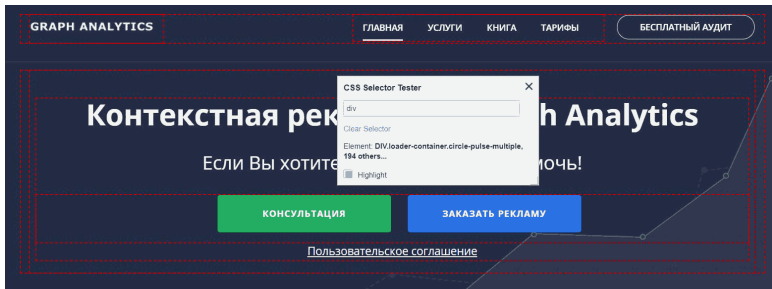 GRAPH ANALYTICS
ГЛАВНАЯ УСЛУГИ КНИГА ТАРИФЫ БЕСПЛАТНЫЙ АУДИТ
CSS Selector Tester
div
Clear Selector
Element: DIV.loader-container.circle-pulse-multiple,
194 others...
Highlight
Контекстная рек h Analytics
Если Вы хотите мочь!
КОНСУЛЬТАЦИЯ ЗАКАЗАТЬ РЕКЛАМУ
Пользовательское соглашение